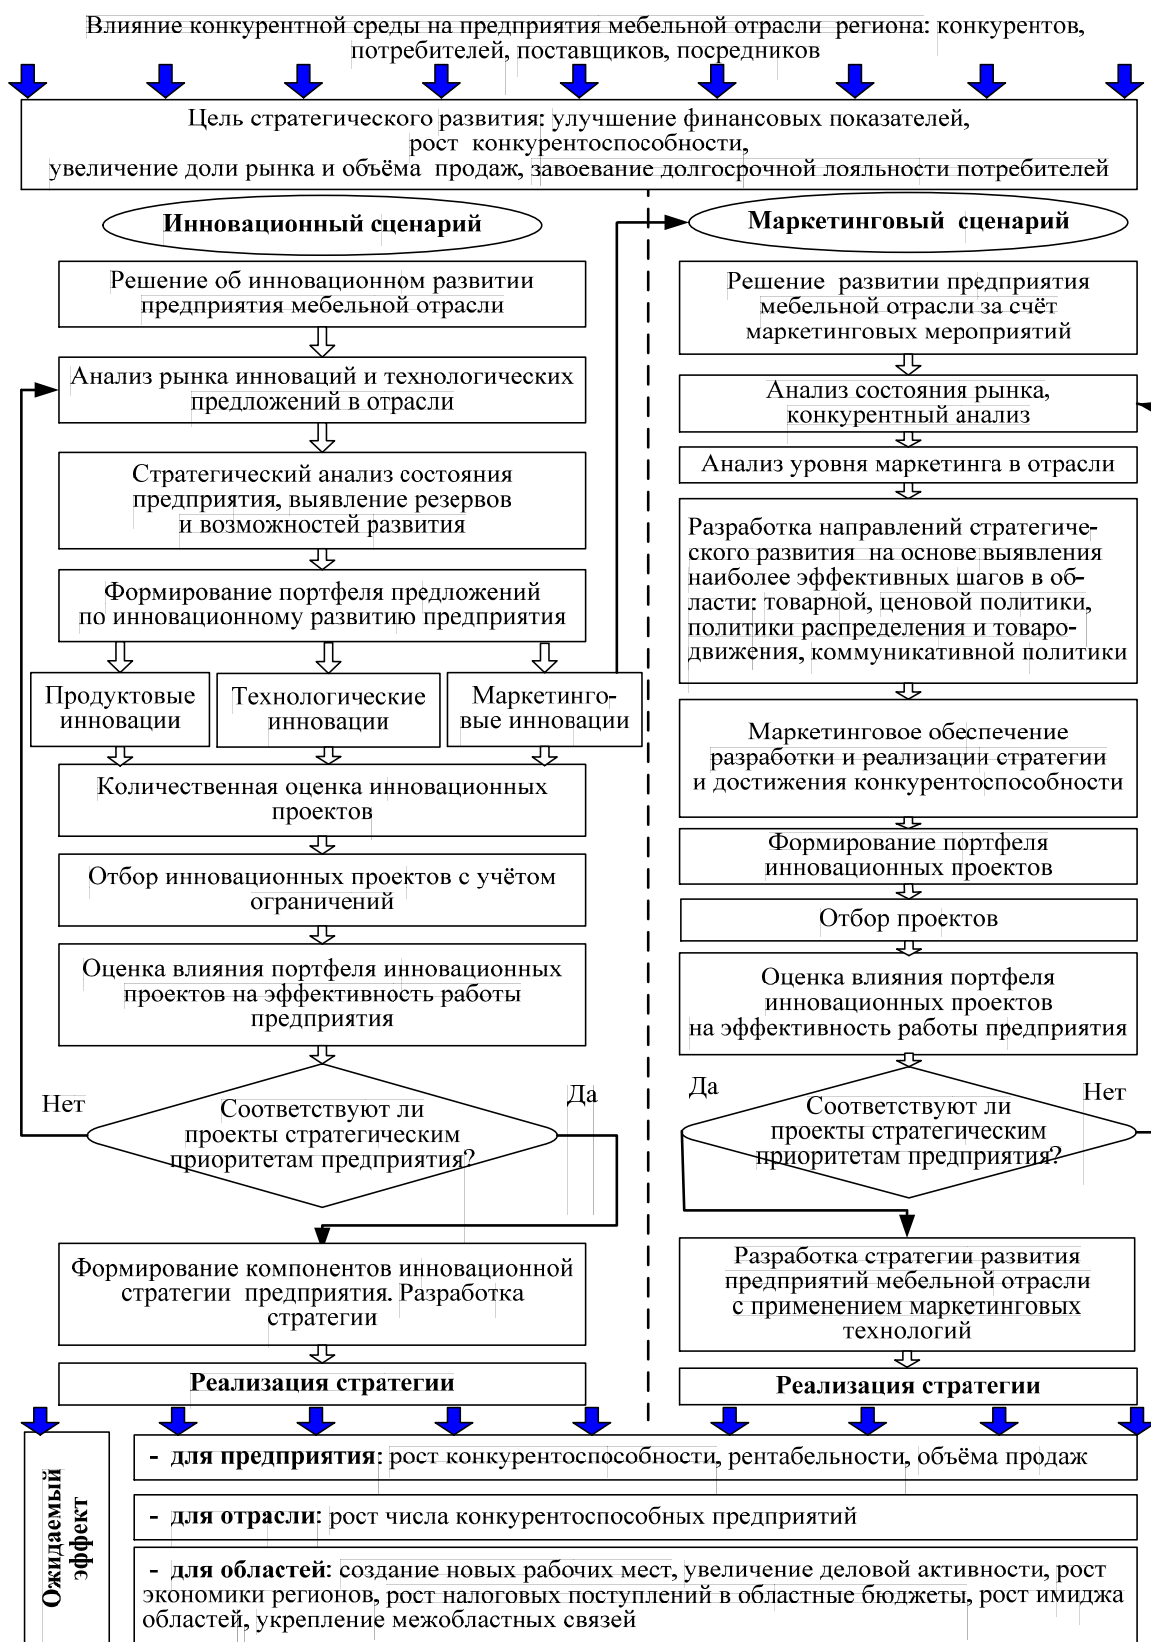 Влияние конкурентной среды на предприятия мебельной отрасли региона: конкурентов,
потребителей, поставщиков, посредников
Цель стратегического развития: улучшение финансовых показателей,
рост конкурентоспособности,
увеличение доли рынка и объёма продаж, завоевание долгосрочной лояльности потребителей
Инновационный сценарий
Решение об инновационном развитии
предприятия мебельной отрасли
Анализ рынка инноваций и технологических
предложений в отрасли
Стратегический анализ состояния
предприятия, выявление резервов
и возможностей развития
Формирование портфеля предложений
по инновационному развитию предприятия
Продуктовые
инновации
Технологические
инновации
Маркетинго-
вые инновации
Количественная оценка инновационных
проектов
Отбор инновационных проектов с учётом
ограничений
Оценка влияния портфеля инновационных
проектов на эффективность работы
предприятия
Нет
Да
Соответствуют ли
проекты стратегическим
приоритетам предприятия?
Формирование компонентов инновационной
стратегии предприятия. Разработка
стратегии
Реализация стратегии
Маркетинговый сценарий
Решение развитии предприятия
мебельной отрасли за счёт
маркетинговых мероприятий
Анализ состояния рынка,
конкурентный анализ
Анализ уровня маркетинга в отрасли
Разработка направлений стратегиче-
ского развития на основе выявления
наиболее эффективных шагов в об-
ласти: товарной, ценовой политики,
политики распределения и товаро-
движения, коммуникативной политики
Маркетинговое обеспечение
разработки и реализации стратегии
и достижения конкурентоспособности
Формирование портфеля
инновационных проектов
Отбор проектов
Оценка влияния портфеля
инновационных проектов
на эффективность работы предприятия
Да
Нет
Соответствуют ли
проекты стратегическим
приоритетам предприятия?
Разработка стратегии развития
предприятий мебельной отрасли
с применением маркетинговых
технологий
Реализация стратегии
Ожидаемый
эффект
- для предприятия: рост конкурентоспособности, рентабельности, объёма продаж
- для отрасли: рост числа конкурентоспособных предприятий
- для областей: создание новых рабочих мест, увеличение деловой активности, рост
экономики регионов, рост налоговых поступлений в областные бюджеты, рост имиджа
областей, укрепление межобластных связей